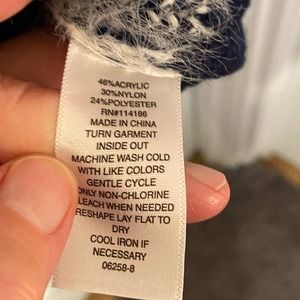 46%ACRYLIC
30%NYLON
24%POLYESTER
RN#114186
MADE IN CHINA
TURN GARMENT
INSIDE OUT
MACHINE WASH COLD
WITH LIKE COLORS
GENTLE CYCLE
ONLY NON-CHLORINE
BLEACH WHEN NEEDED
RESHAPE LAY FLAT TO
DRY
COOL IRON IF
NECESSARY
06258-8